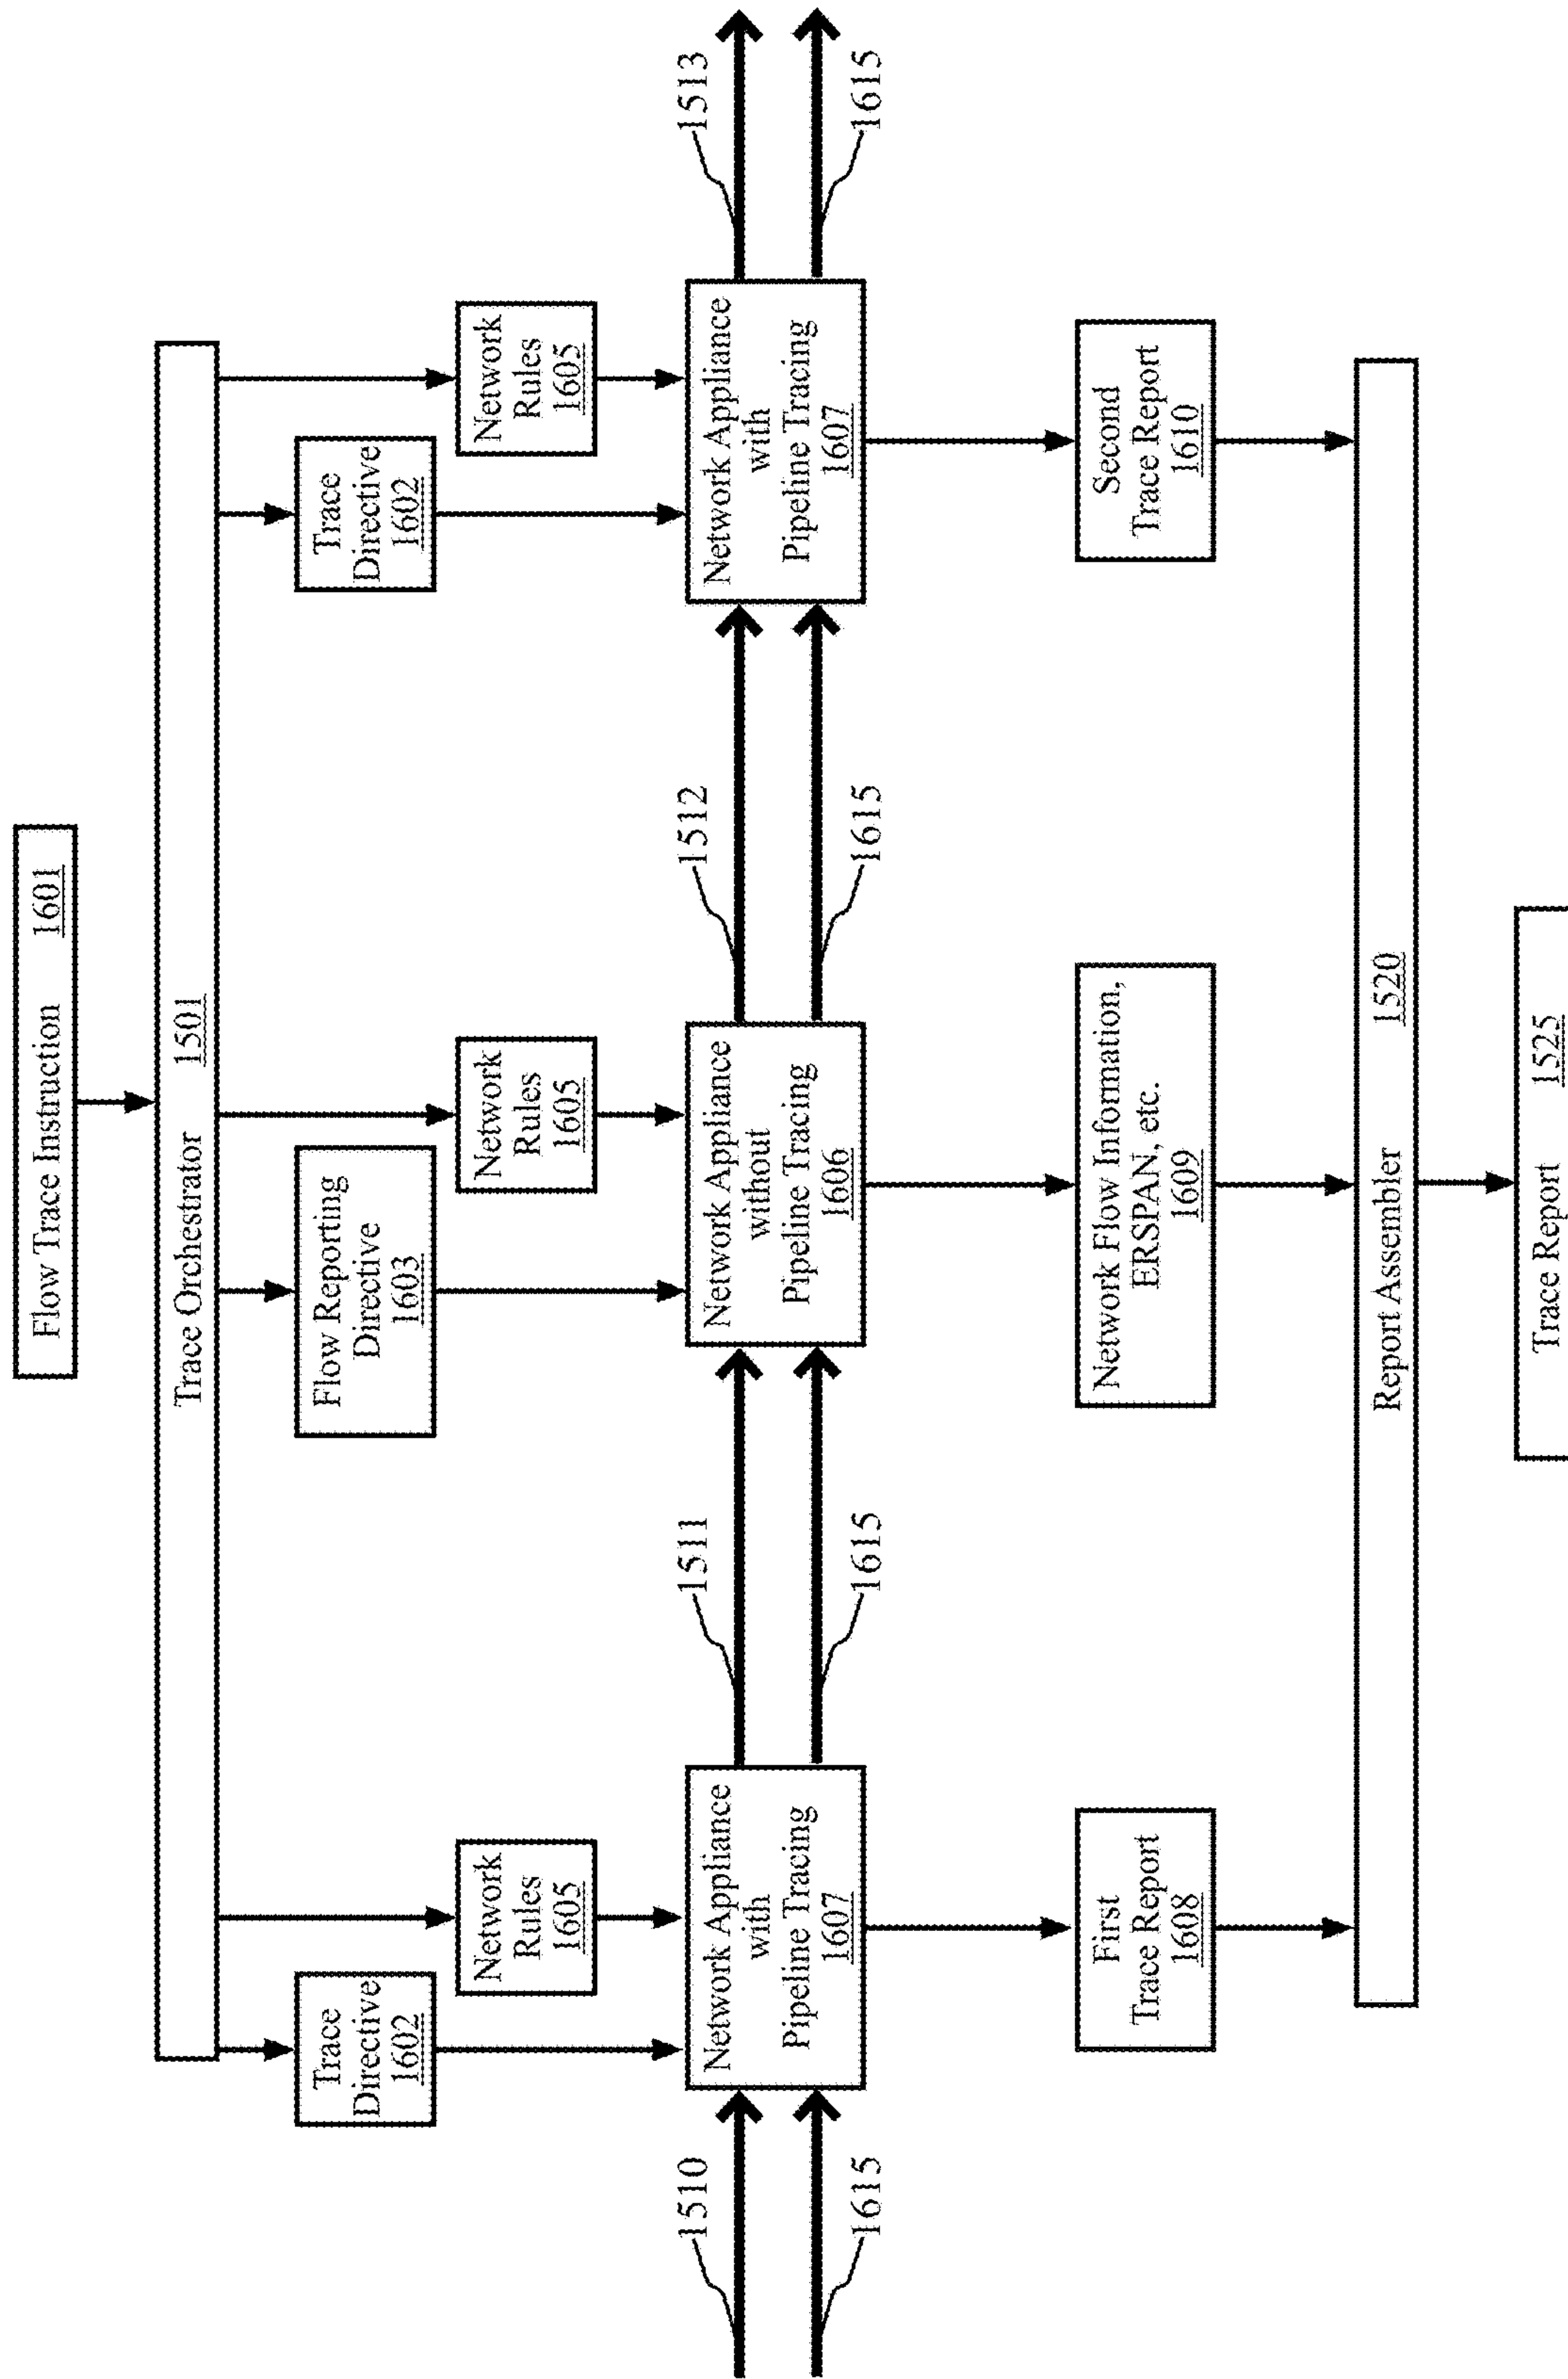 Flow Trace Instruction 1601
Trace Orchestrator 1501
Trace
Directive
1602
Network
Rules
1605
Flow Reporting
Directive
1603
Network
Rules
1605
Trace
Directive
1602
Network
Rules
1605
1510
1615
Network Appliance
with
Pipeline Tracing
1607
1511
1615
Network Appliance
without
Pipeline Tracing
1606
1512
1615
Network Appliance
with
Pipeline Tracing
1607
1513
1615
First
Trace Report
1608
Network Flow Information,
ERSPAN, etc.
1609
Second
Trace Report
1610
Report Assembler 1520
Trace Report 1525